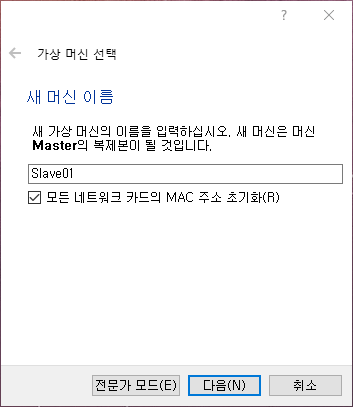 가상 머신 선택
새 머신 이름
새 가상 머신의 이름을 입력하십시오. 새 머신은 머신
Master의 복제본이 될 것입니다.
Slave01
모든 네트워크 카드의 MAC 주소 초기화(R)
전문가 모드(E) 다음(N) 취소